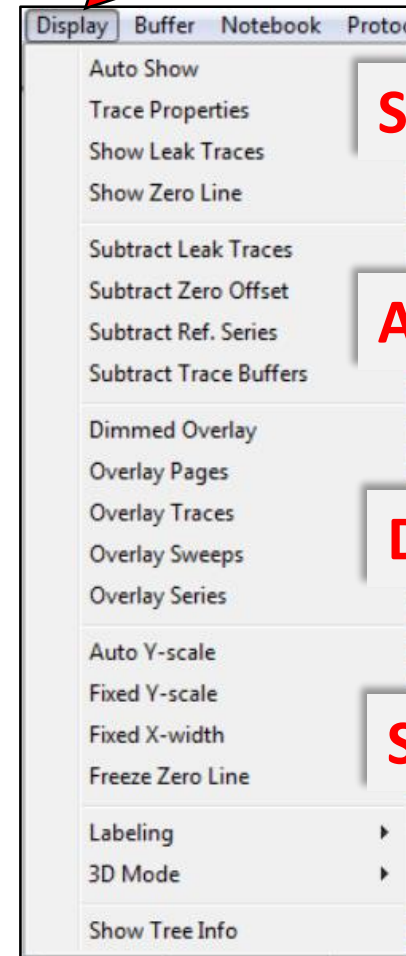 Display Buffer Notebook Protoc
Auto Show
Trace Properties
S
Show Leak Traces
Show Zero Line
Subtract Leak Traces
Subtract Zero Offset
A
Subtract Ref. Series
Subtract Trace Buffers
Dimmed Overlay
Overlay Pages
Overlay Traces
D
Overlay Sweeps
Overlay Series
Auto Y-scale
Fixed Y-scale
Fixed X-width
S
Freeze Zero Line
Labeling
3D Mode
Show Tree Info